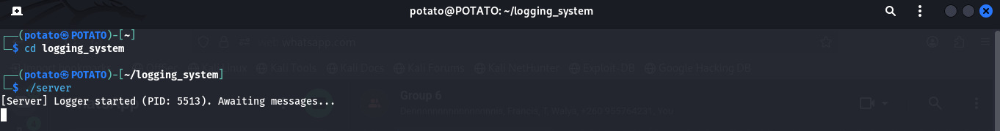 potato@POTATO: ~/logging_system
(potato㉿POTATO)-[~]
$ cd logging_system
web.whatsapp.com
Kali Linux Kali Tools Kali Docs Kali Forums Kali NetHunter Exploit-DB Google Hacking DB
(potato㉿POTATO)-[~/logging_system]
$ ./server
[Server] Logger started (PID: 5513). Awaiting messages...
Group 6